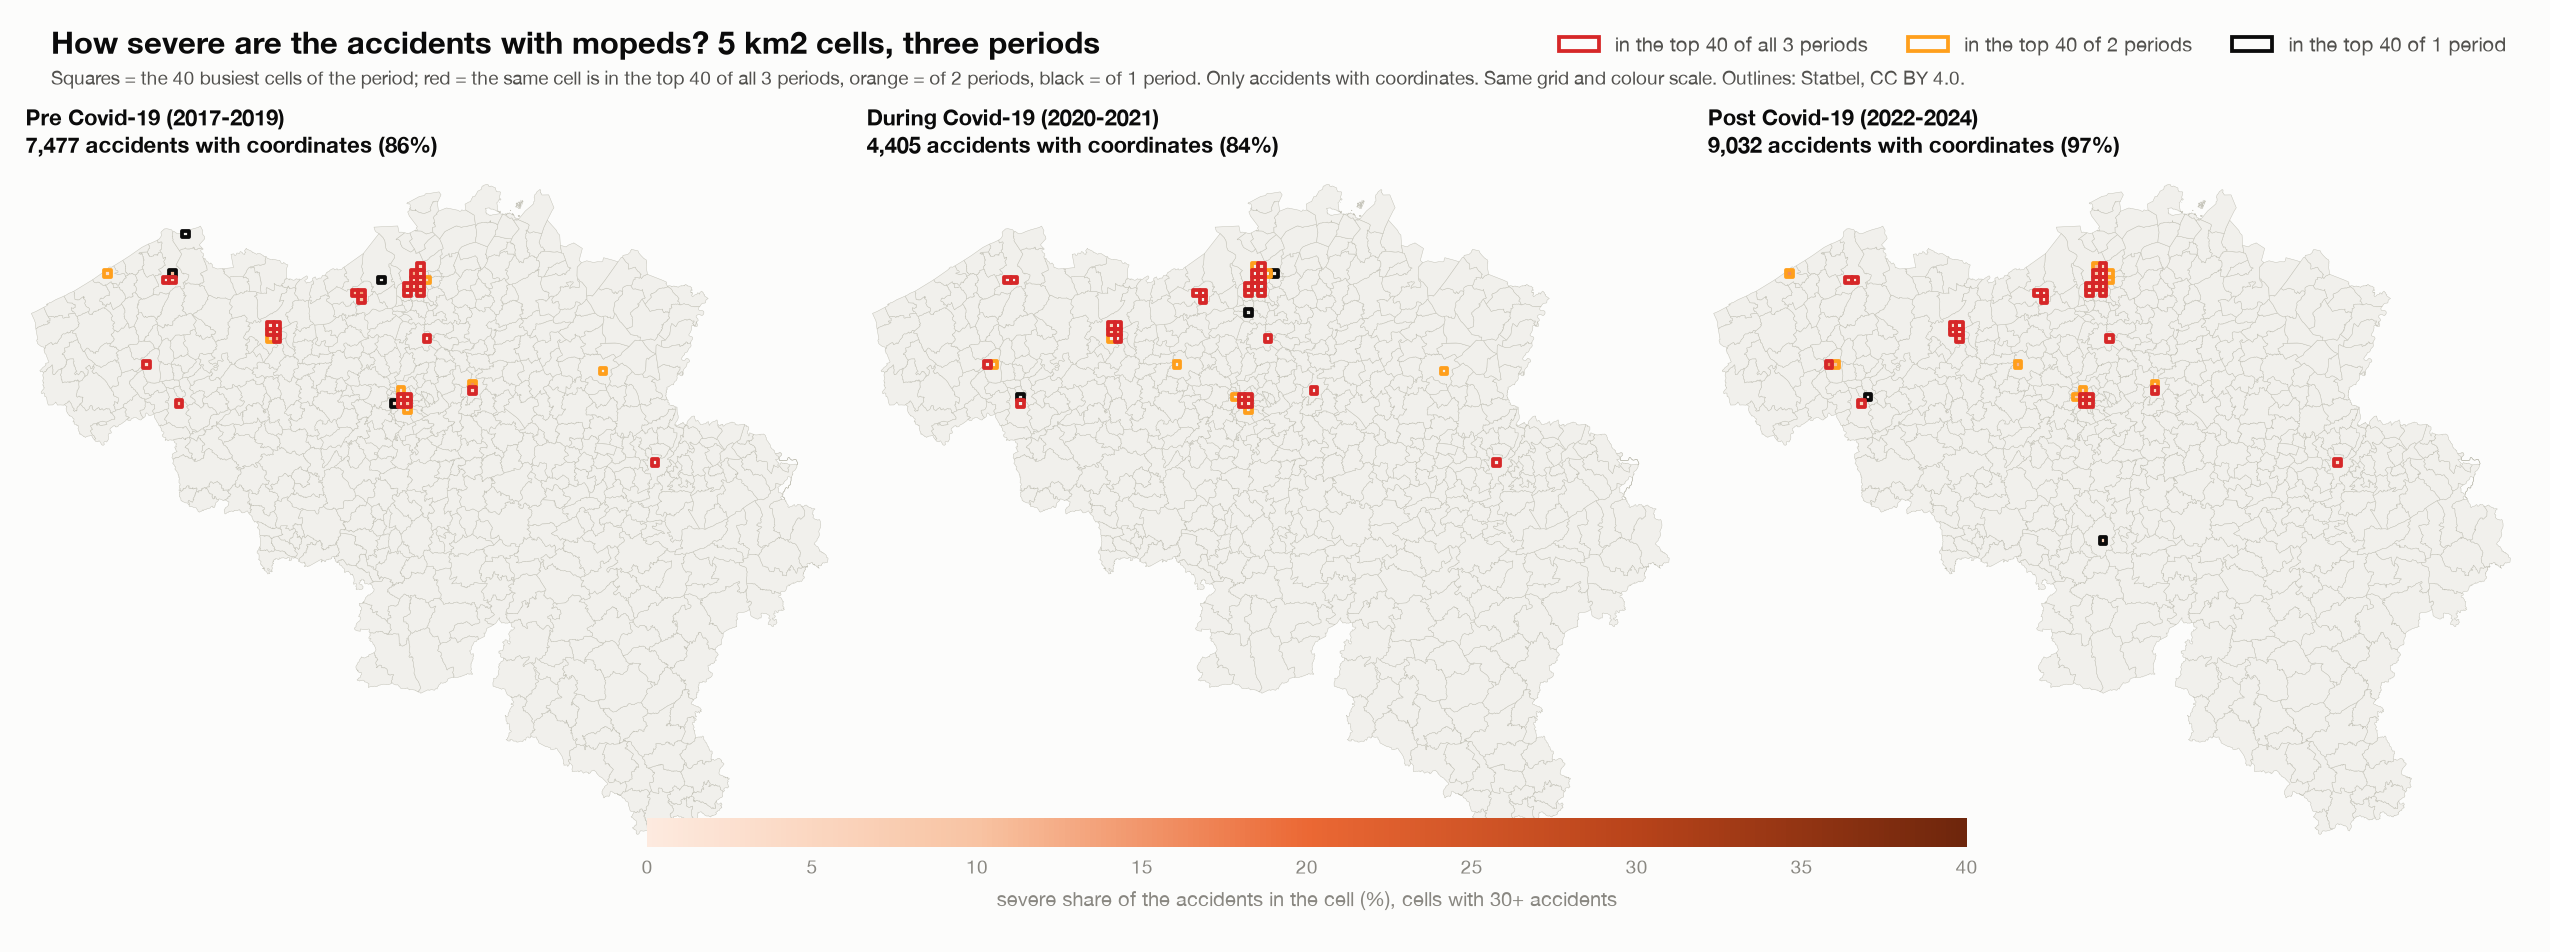 How severe are the accidents with mopeds? 5 km2 cells, three periods
in the top 40 of all 3 periods
in the top 40 of 2 periods
in the top 40 of 1 period
Squares = the 40 busiest cells of the period; red = the same cell is in the top 40 of all 3 periods, orange = of 2 periods, black = of 1 period. Only accidents with coordinates. Same grid and colour scale. Outlines: Statbel, CC BY 4.0.
Pre Covid-19 (2017-2019)
7,477 accidents with coordinates (86%)
During Covid-19 (2020-2021)
4,405 accidents with coordinates (84%)
Post Covid-19 (2022-2024)
9,032 accidents with coordinates (97%)
0 5 10 15 20 25 30 35 40
severe share of the accidents in the cell (%), cells with 30+ accidents